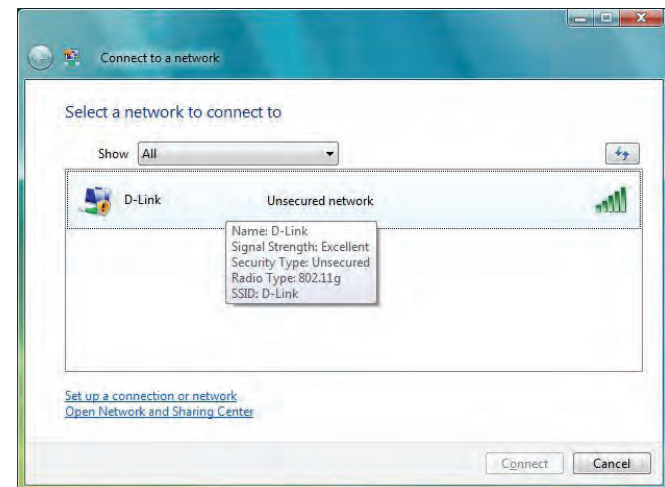 Connect to a network
Select a network to connect to
Show All
D-Link Unsecured network
Name: D-Link
Signal Strength: Excellent
Security Type: Unsecured
Radio Type: 802.11g
SSID: D-Link
Set up a connection or network
Open Network and Sharing Center
Connect Cancel